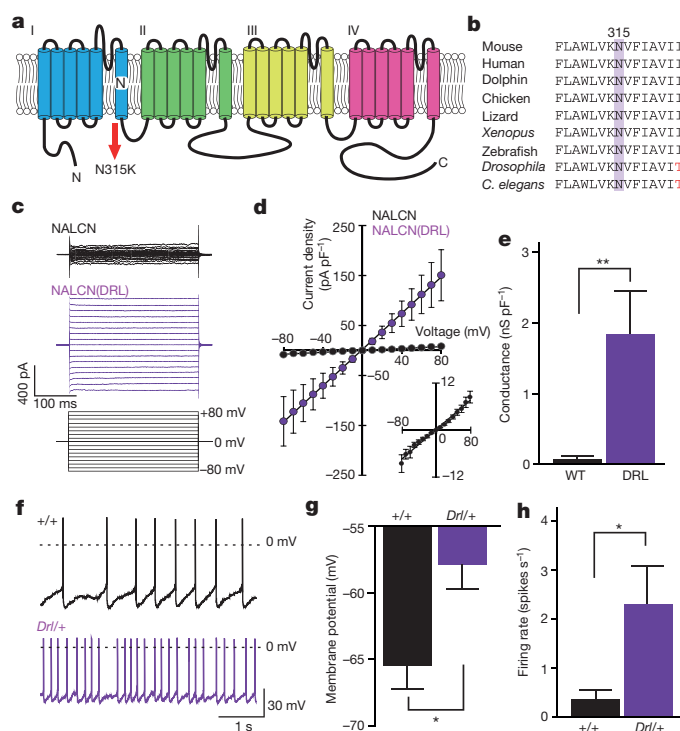 a
I II III IV
N
N315K
N
C
b
315
Mouse FLAWLVKNVFIAVII
Human FLAWLVKNVFIAVII
Dolphin FLAWLVKNVFIAVII
Chicken FLAWLVKNVFIAVII
Lizard FLAWLVKNVFIAVII
Xenopus FLAWLVKNVFIAVII
Zebrafish FLAWLVKNVFIAVII
Drosophila FLAWLVKNVFIAVIT
C. elegans FLAWLVKNVFIAVIT
c
NALCN
NALCN(DRL)
400 pA
100 ms
+80 mV
0 mV
−80 mV
d
NALCN
NALCN(DRL)
Current density
(pA pF−1)
250
150
50
−50
−150
−250
Voltage (mV)
−80 −40 40 80
12
−80
0 80
−12
e
**
Conductance (nS pF−1)
3
2
1
0
WT DRL
f
+/+
0 mV
Drl/+
0 mV
30 mV
1 s
g
+/+ Drl/+
Membrane potential (mV)
−55
−60
−65
−70
*
h
*
Firing rate (spikes s−1)
4
3
2
1
0
+/+ Drl/+